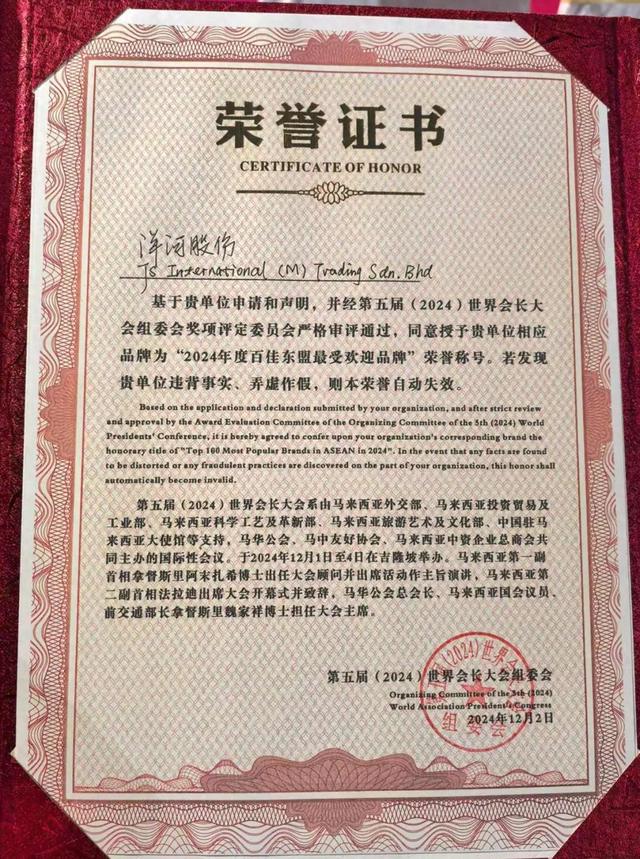 荣誉证书
CERTIFICATE OF HONOR
洋河股份
JS International (M) Trading Sdn. Bhd
基于贵单位申请和声明，并经第五届（2024）世界会长大
会组委会奖项评定委员会严格审评通过，同意授予贵单位相应
品牌为“2024年度百佳东盟最受欢迎品牌”荣誉称号。若发现
贵单位违背事实、弄虚作假，则本荣誉自动失效。
Based on the application and declaration submitted by your organization, and after strict review
and approval by the Award Evaluation Committee of the Organizing Committee of the 5th (2024) World
Presidents' Conference, it is hereby agreed to confer upon your organization's corresponding brand the
honorary title of "Top 100 Most Popular Brands in ASEAN in 2024". In the event that any facts are found
to be distorted or any fraudulent practices are discovered on the part of your organization, this honor shall
automatically become invalid.
第五届（2024）世界会长大会系由马来西亚外交部、马来西亚投资贸易及
工业部、马来西亚科学工艺及革新部、马来西亚旅游艺术及文化部、中国驻马
来西亚大使馆等支持，马华公会、马中友好协会、马来西亚中资企业总商会共
同主办的国际性会议。于2024年12月1日至4日在吉隆坡举办。马来西亚第一副
首相拿督斯里阿末扎希博士出任大会顾问并出席活动作主旨演讲，马来西亚第
二副首相法拉迪出席大会开幕式并致辞，马华公会总会长、马来西亚国会议员、
前交通部长拿督斯里魏家祥博士担任大会主席。
第五届（2024）世界会长大会组委会
Organizing Committee of the 5th (2024)
World Association President's Congress
2024年12月2日
第五届(2024)世界会长大会
组委会